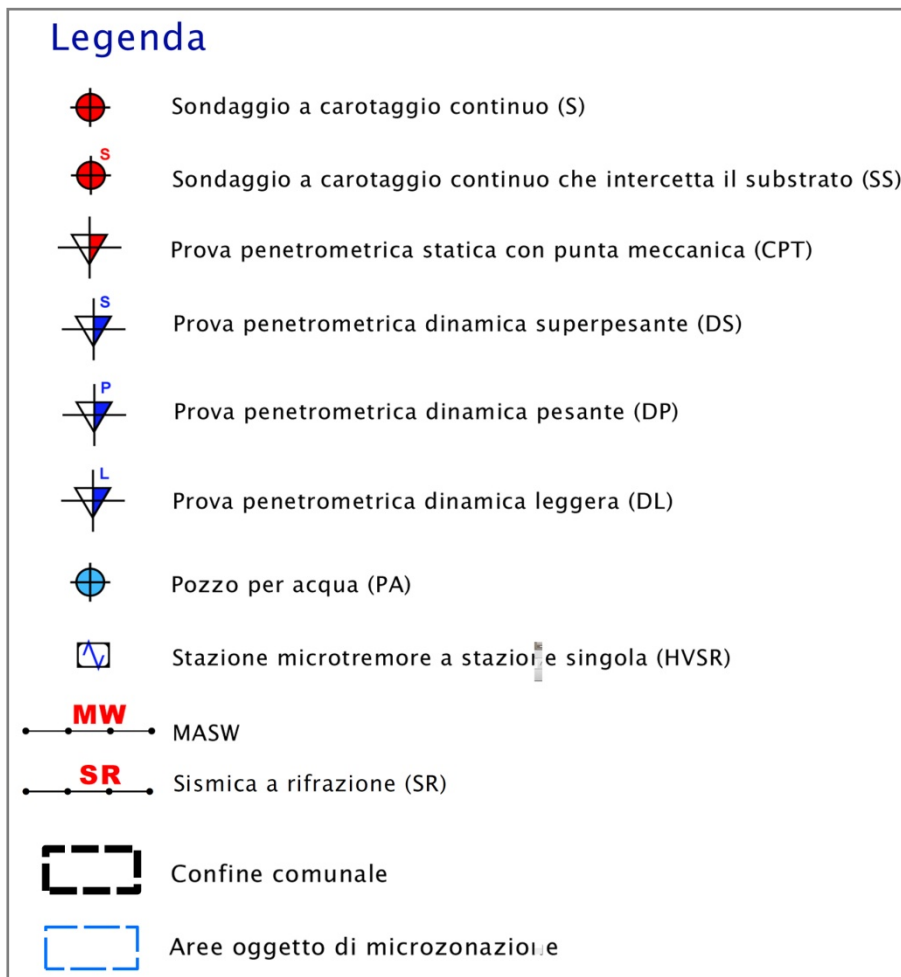 Legenda
Sondaggio a carotaggio continuo (S)
S
Sondaggio a carotaggio continuo che intercetta il substrato (SS)
Prova penetrometrica statica con punta meccanica (CPT)
S
Prova penetrometrica dinamica superpesante (DS)
P
Prova penetrometrica dinamica pesante (DP)
L
Prova penetrometrica dinamica leggera (DL)
Pozzo per acqua (PA)
Stazione microtremore a stazione singola (HVSR)
MW
MASW
SR
Sismica a rifrazione (SR)
Confine comunale
Aree oggetto di microzonazione